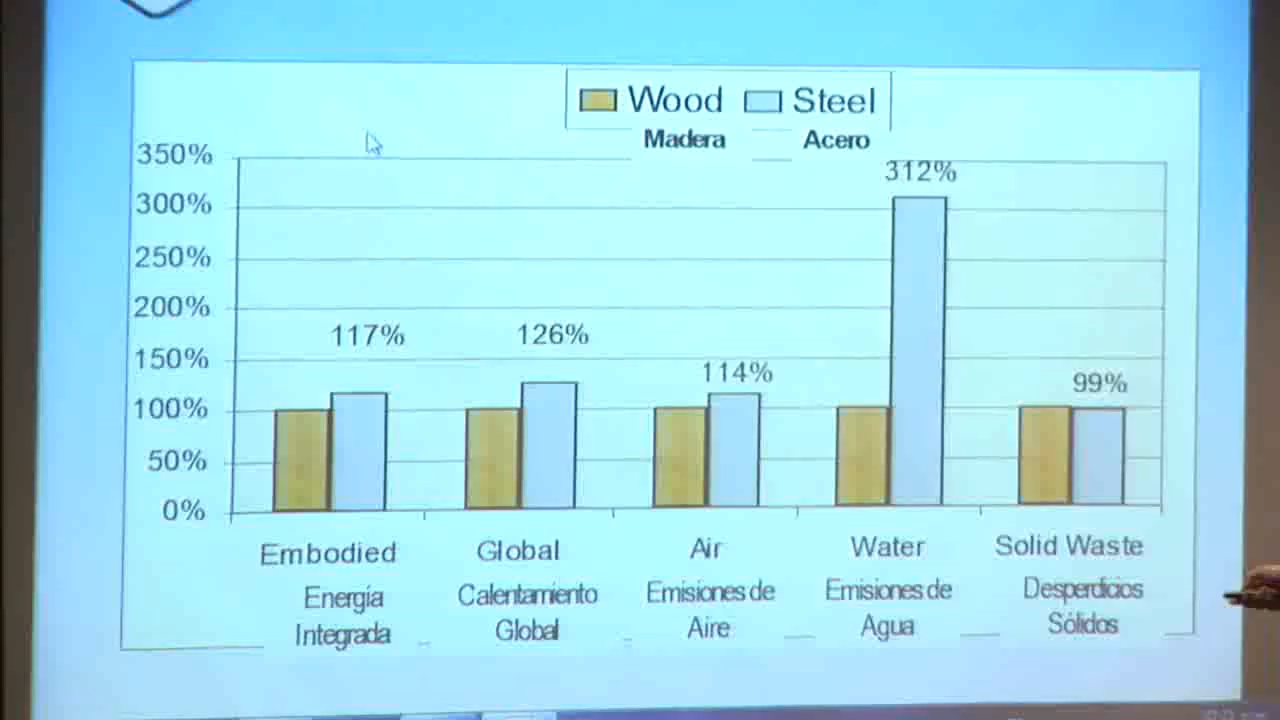 Wood Steel
Madera Acero
350%
300%
250%
200%
150%
100%
50%
0%
117%
126%
114%
312%
99%
Embodied Global Air Water Solid Waste
Energía Calentamiento Emisiones de Emisiones de Desperdicios
Integrada Global Aire Agua Sólidos